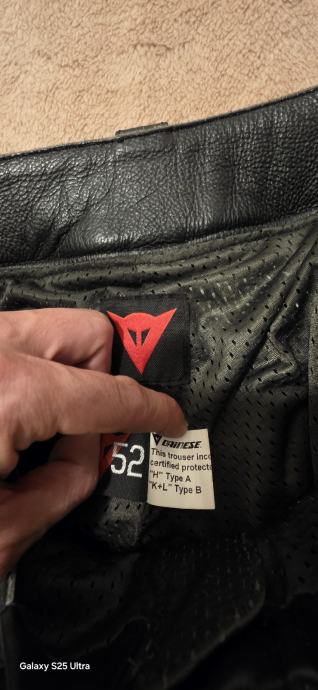 52
DAINESE
This trouser inco
certified protecto
"H" Type A
"K+L" Type B
Galaxy S25 Ultra